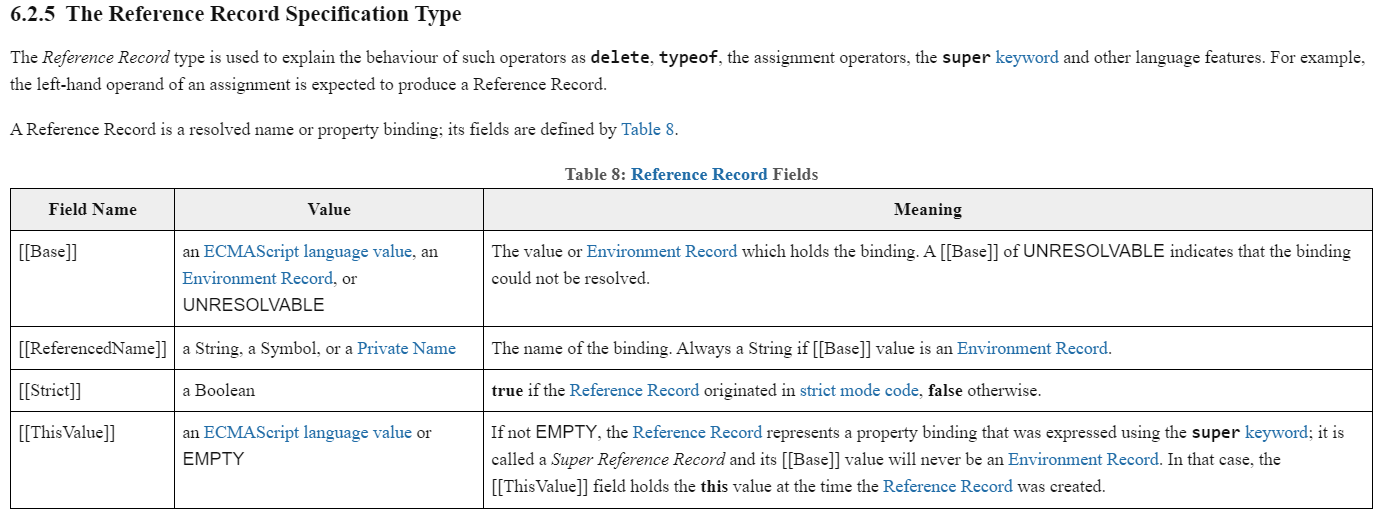 6.2.5 The Reference Record Specification Type
The Reference Record type is used to explain the behaviour of such operators as delete, typeof, the assignment operators, the super keyword and other language features. For example,
the left-hand operand of an assignment is expected to produce a Reference Record.
A Reference Record is a resolved name or property binding; its fields are defined by Table 8.
Table 8: Reference Record Fields
Field Name Value Meaning
[[Base]] an ECMAScript language value, an The value or Environment Record which holds the binding. A [[Base]] of UNRESOLVABLE indicates that the binding
Environment Record, or could not be resolved.
UNRESOLVABLE
[[ReferencedName]] a String, a Symbol, or a Private Name The name of the binding. Always a String if [[Base]] value is an Environment Record.
[[Strict]] a Boolean true if the Reference Record originated in strict mode code, false otherwise.
[[ThisValue]] an ECMAScript language value or If not EMPTY, the Reference Record represents a property binding that was expressed using the super keyword; it is
EMPTY called a Super Reference Record and its [[Base]] value will never be an Environment Record. In that case, the
[[ThisValue]] field holds the this value at the time the Reference Record was created.